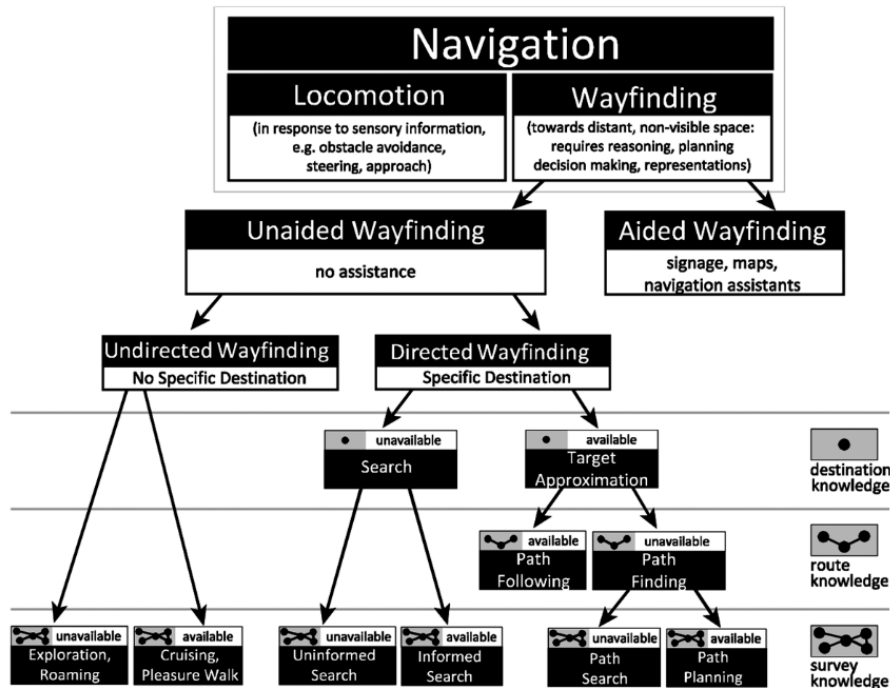 Navigation
Locomotion
(in response to sensory information,
e.g. obstacle avoidance,
steering, approach)
Wayfinding
(towards distant, non-visible space:
requires reasoning, planning
decision making, representations)
Unaided Wayfinding
no assistance
Aided Wayfinding
signage, maps,
navigation assistants
Undirected Wayfinding
No Specific Destination
Directed Wayfinding
Specific Destination
unavailable
Search
available
Target
Approximation
destination
knowledge
available
Path
Following
unavailable
Path
Finding
route
knowledge
unavailable
Exploration,
Roaming
available
Cruising,
Pleasure Walk
unavailable
Uninformed
Search
available
Informed
Search
unavailable
Path
Search
available
Path
Planning
survey
knowledge